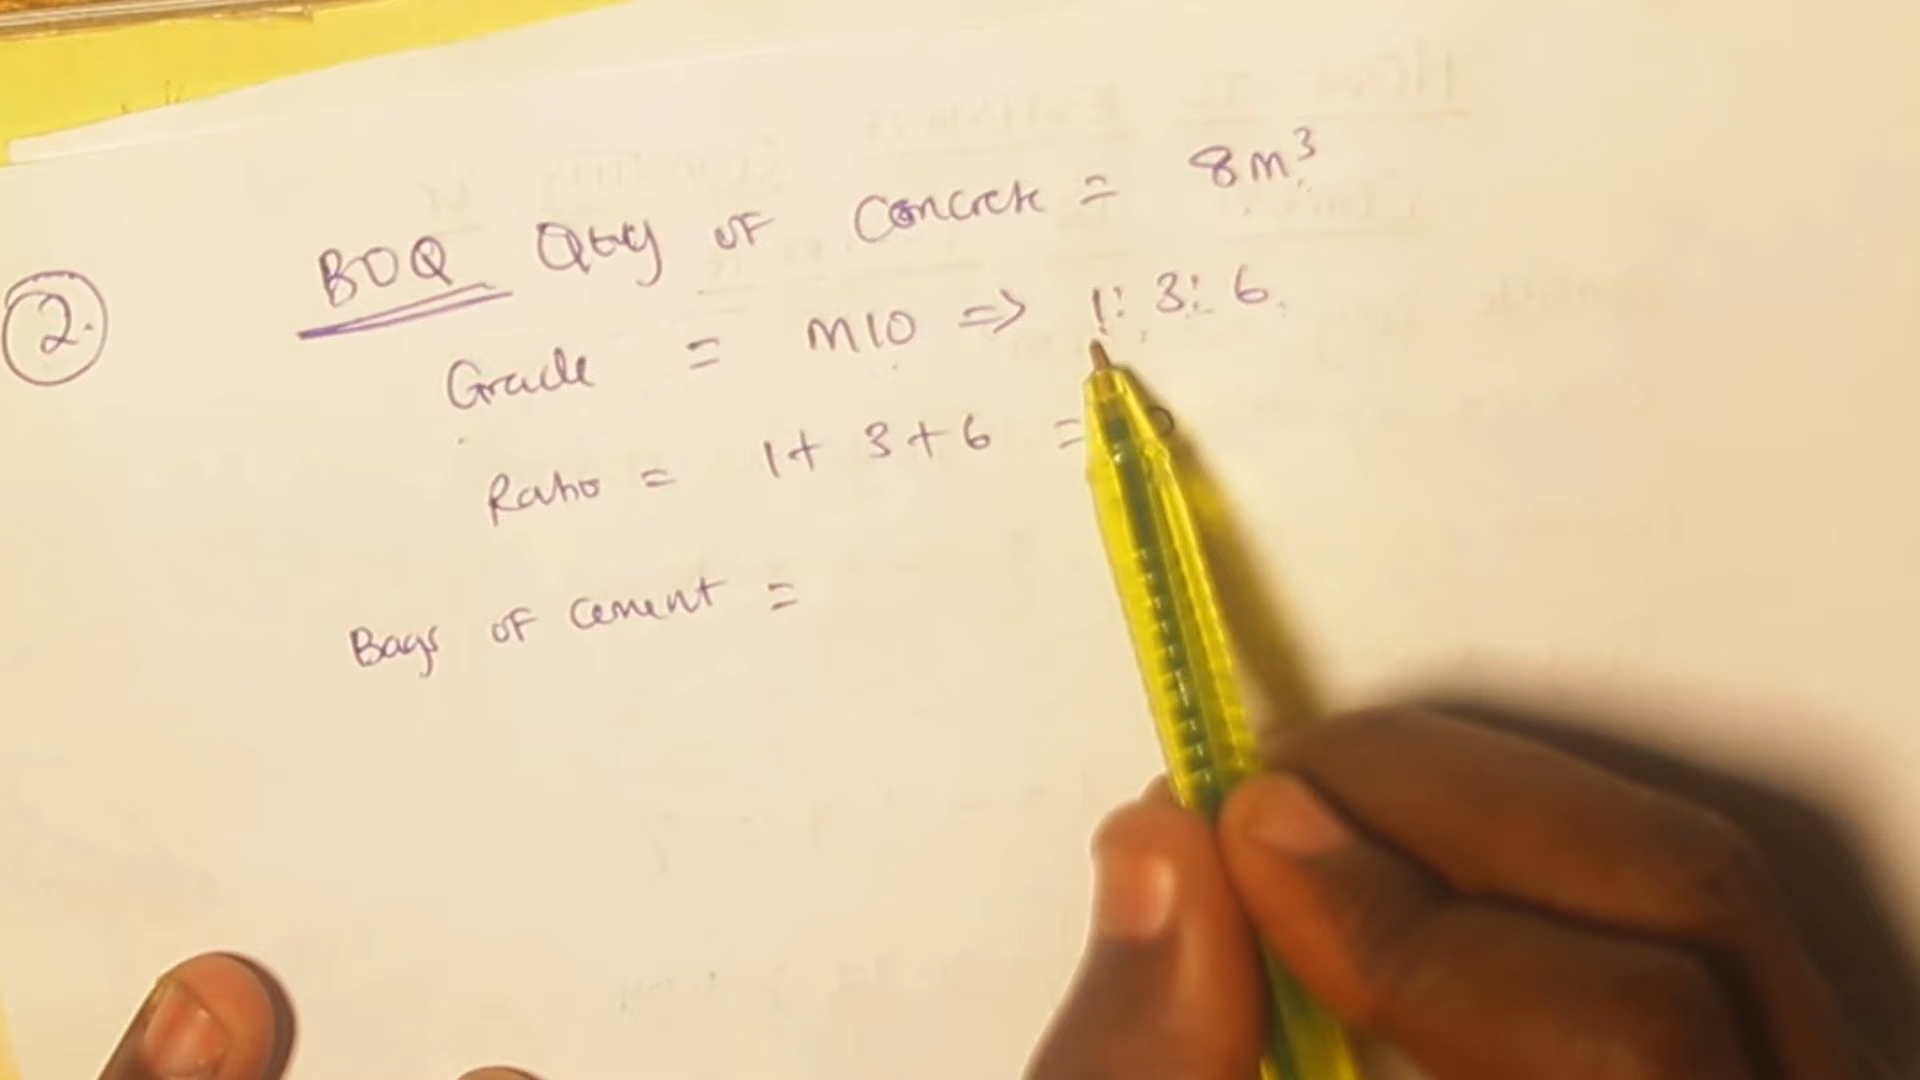 2.
BOQ Qty OF Concrete = 8m³
Grade = M10 => 1: 3: 6
Ratio = 1+ 3+6 =
Bags OF Cement =